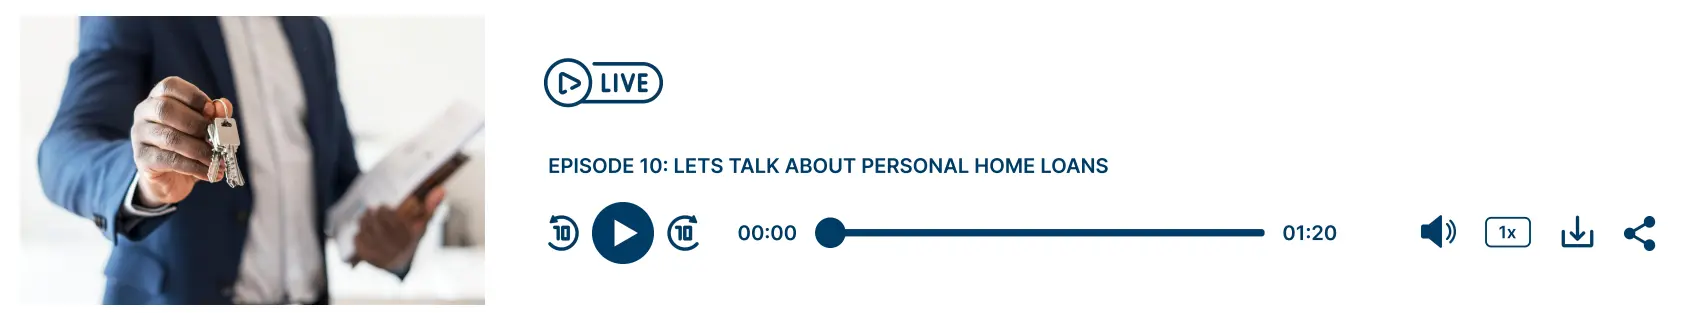 LIVE
EPISODE 10: LETS TALK ABOUT PERSONAL HOME LOANS
10 10 00:00 01:20 1x